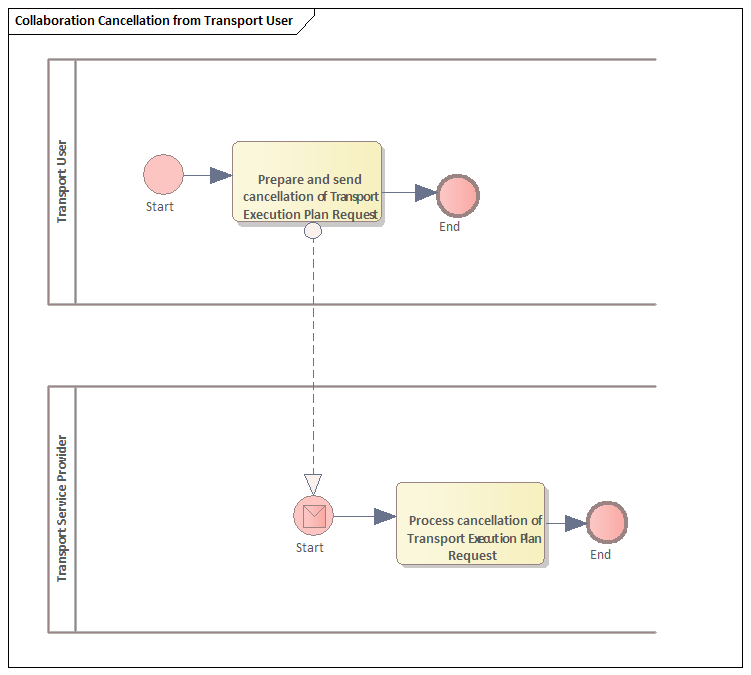 Collaboration Cancellation from Transport User
Transport User
Prepare and send
cancellation of Transport
Execution Plan Request
Start
End
Transport Service Provider
Process cancellation of
Transport Execution Plan
Request
Start
End